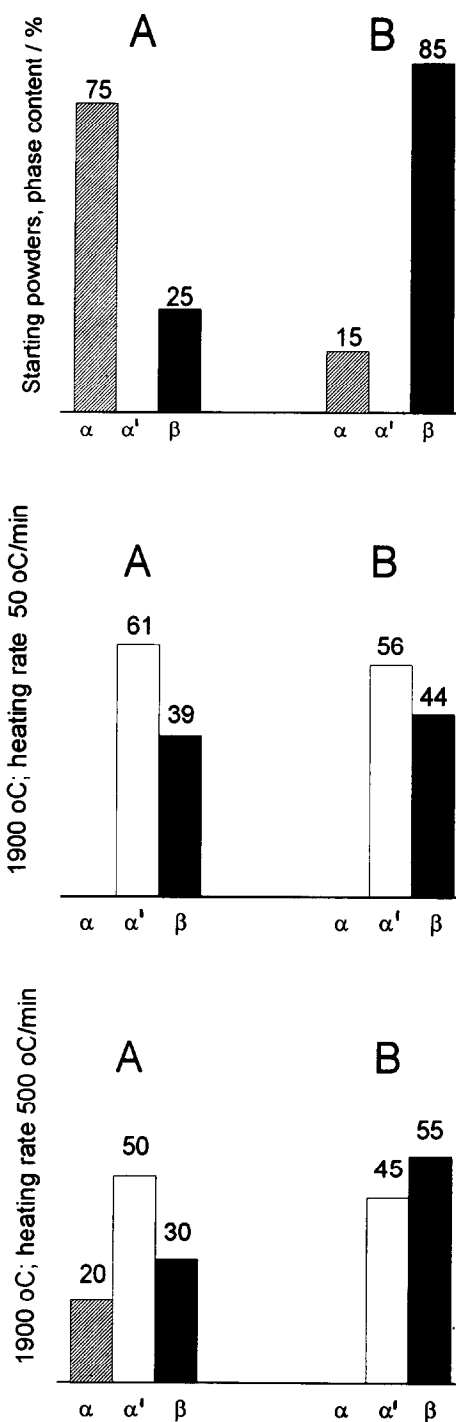 A B
Starting powders, phase content / %
75 85
25 15
α α' β α α' β
A B
1900 oC; heating rate 50 oC/min
61 56
39 44
α α' β α α' β
A B
1900 oC; heating rate 500 oC/min
50 55
20 30 45
α α' β α α' β